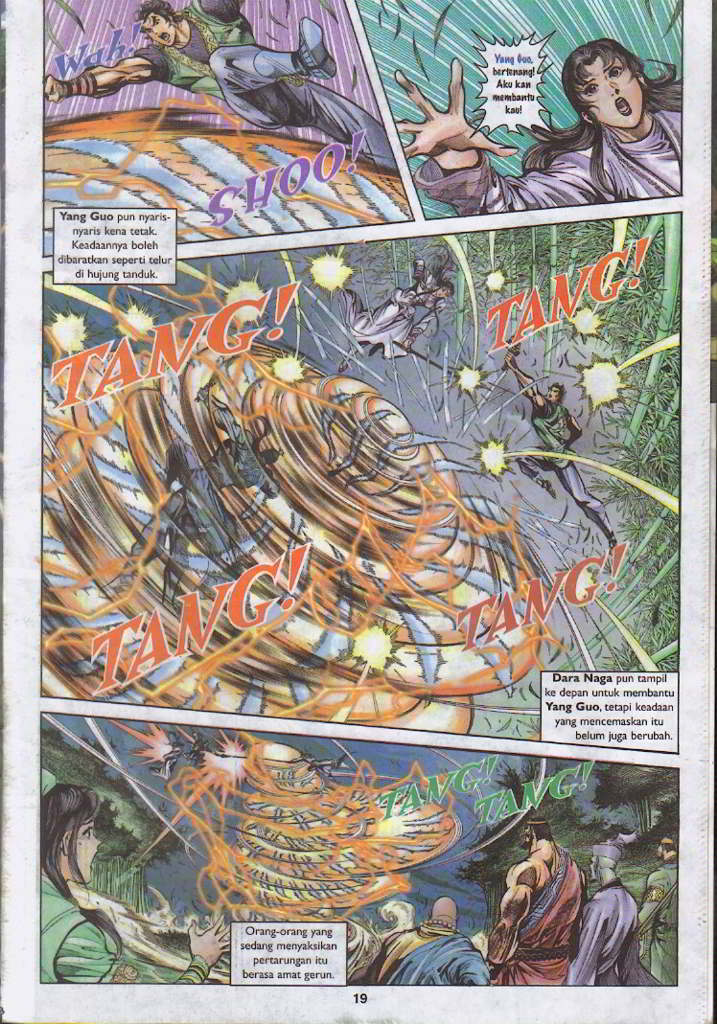 Wah!
SHOO!
Yang Guo pun nyaris-
nyaris kena tetak.
Keadaannya boleh
dibaratkan seperti telur
di hujung tanduk.
Yang Guo,
bertenang!
Aku kan
membantu
kau!
TANG!
TANG!
TANG!
TANG!
Dara Naga pun tampil
ke depan untuk membantu
Yang Guo, tetapi keadaan
yang mencemaskan itu
belum juga berubah.
TANG!
TANG!
Orang-orang yang
sedang menyaksikan
pertarungan itu
berasa amat gerun.
19